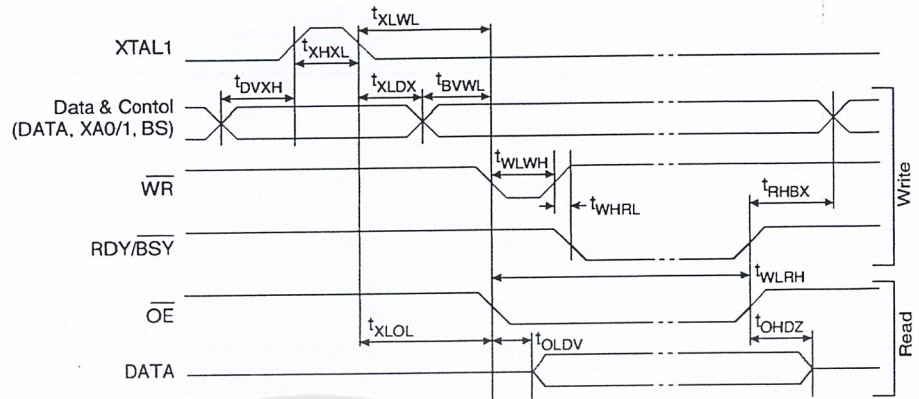 tXLWL
XTAL1
tXHXL
tDVXH
tXLDX
tBVWL
Data & Contol
(DATA, XA0/1, BS)
tWLWH
WR
tWHRL
tRHBX
Write
RDY/BSY
tWLRH
OE
tXLOL
tOLDV
tOHDZ
Read
DATA